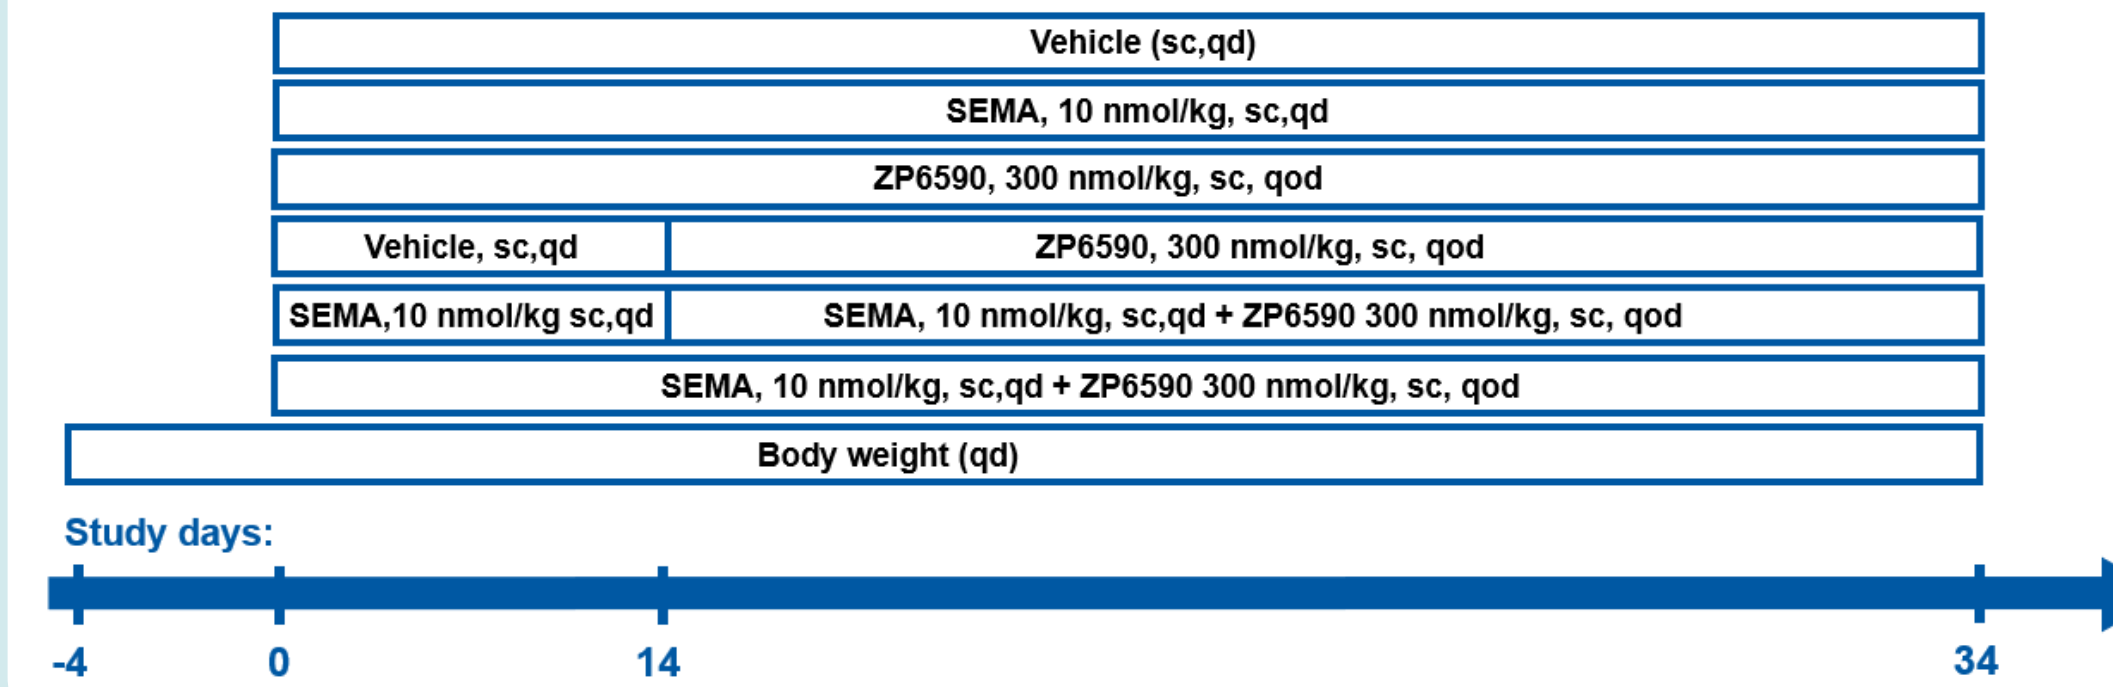 Vehicle (sc,qd)
SEMA, 10 nmol/kg, sc,qd
ZP6590, 300 nmol/kg, sc, qod
Vehicle, sc,qd
ZP6590, 300 nmol/kg, sc, qod
SEMA,10 nmol/kg sc,qd
SEMA, 10 nmol/kg, sc,qd + ZP6590 300 nmol/kg, sc, qod
SEMA, 10 nmol/kg, sc,qd + ZP6590 300 nmol/kg, sc, qod
Body weight (qd)
Study days:
-4
0
14
34